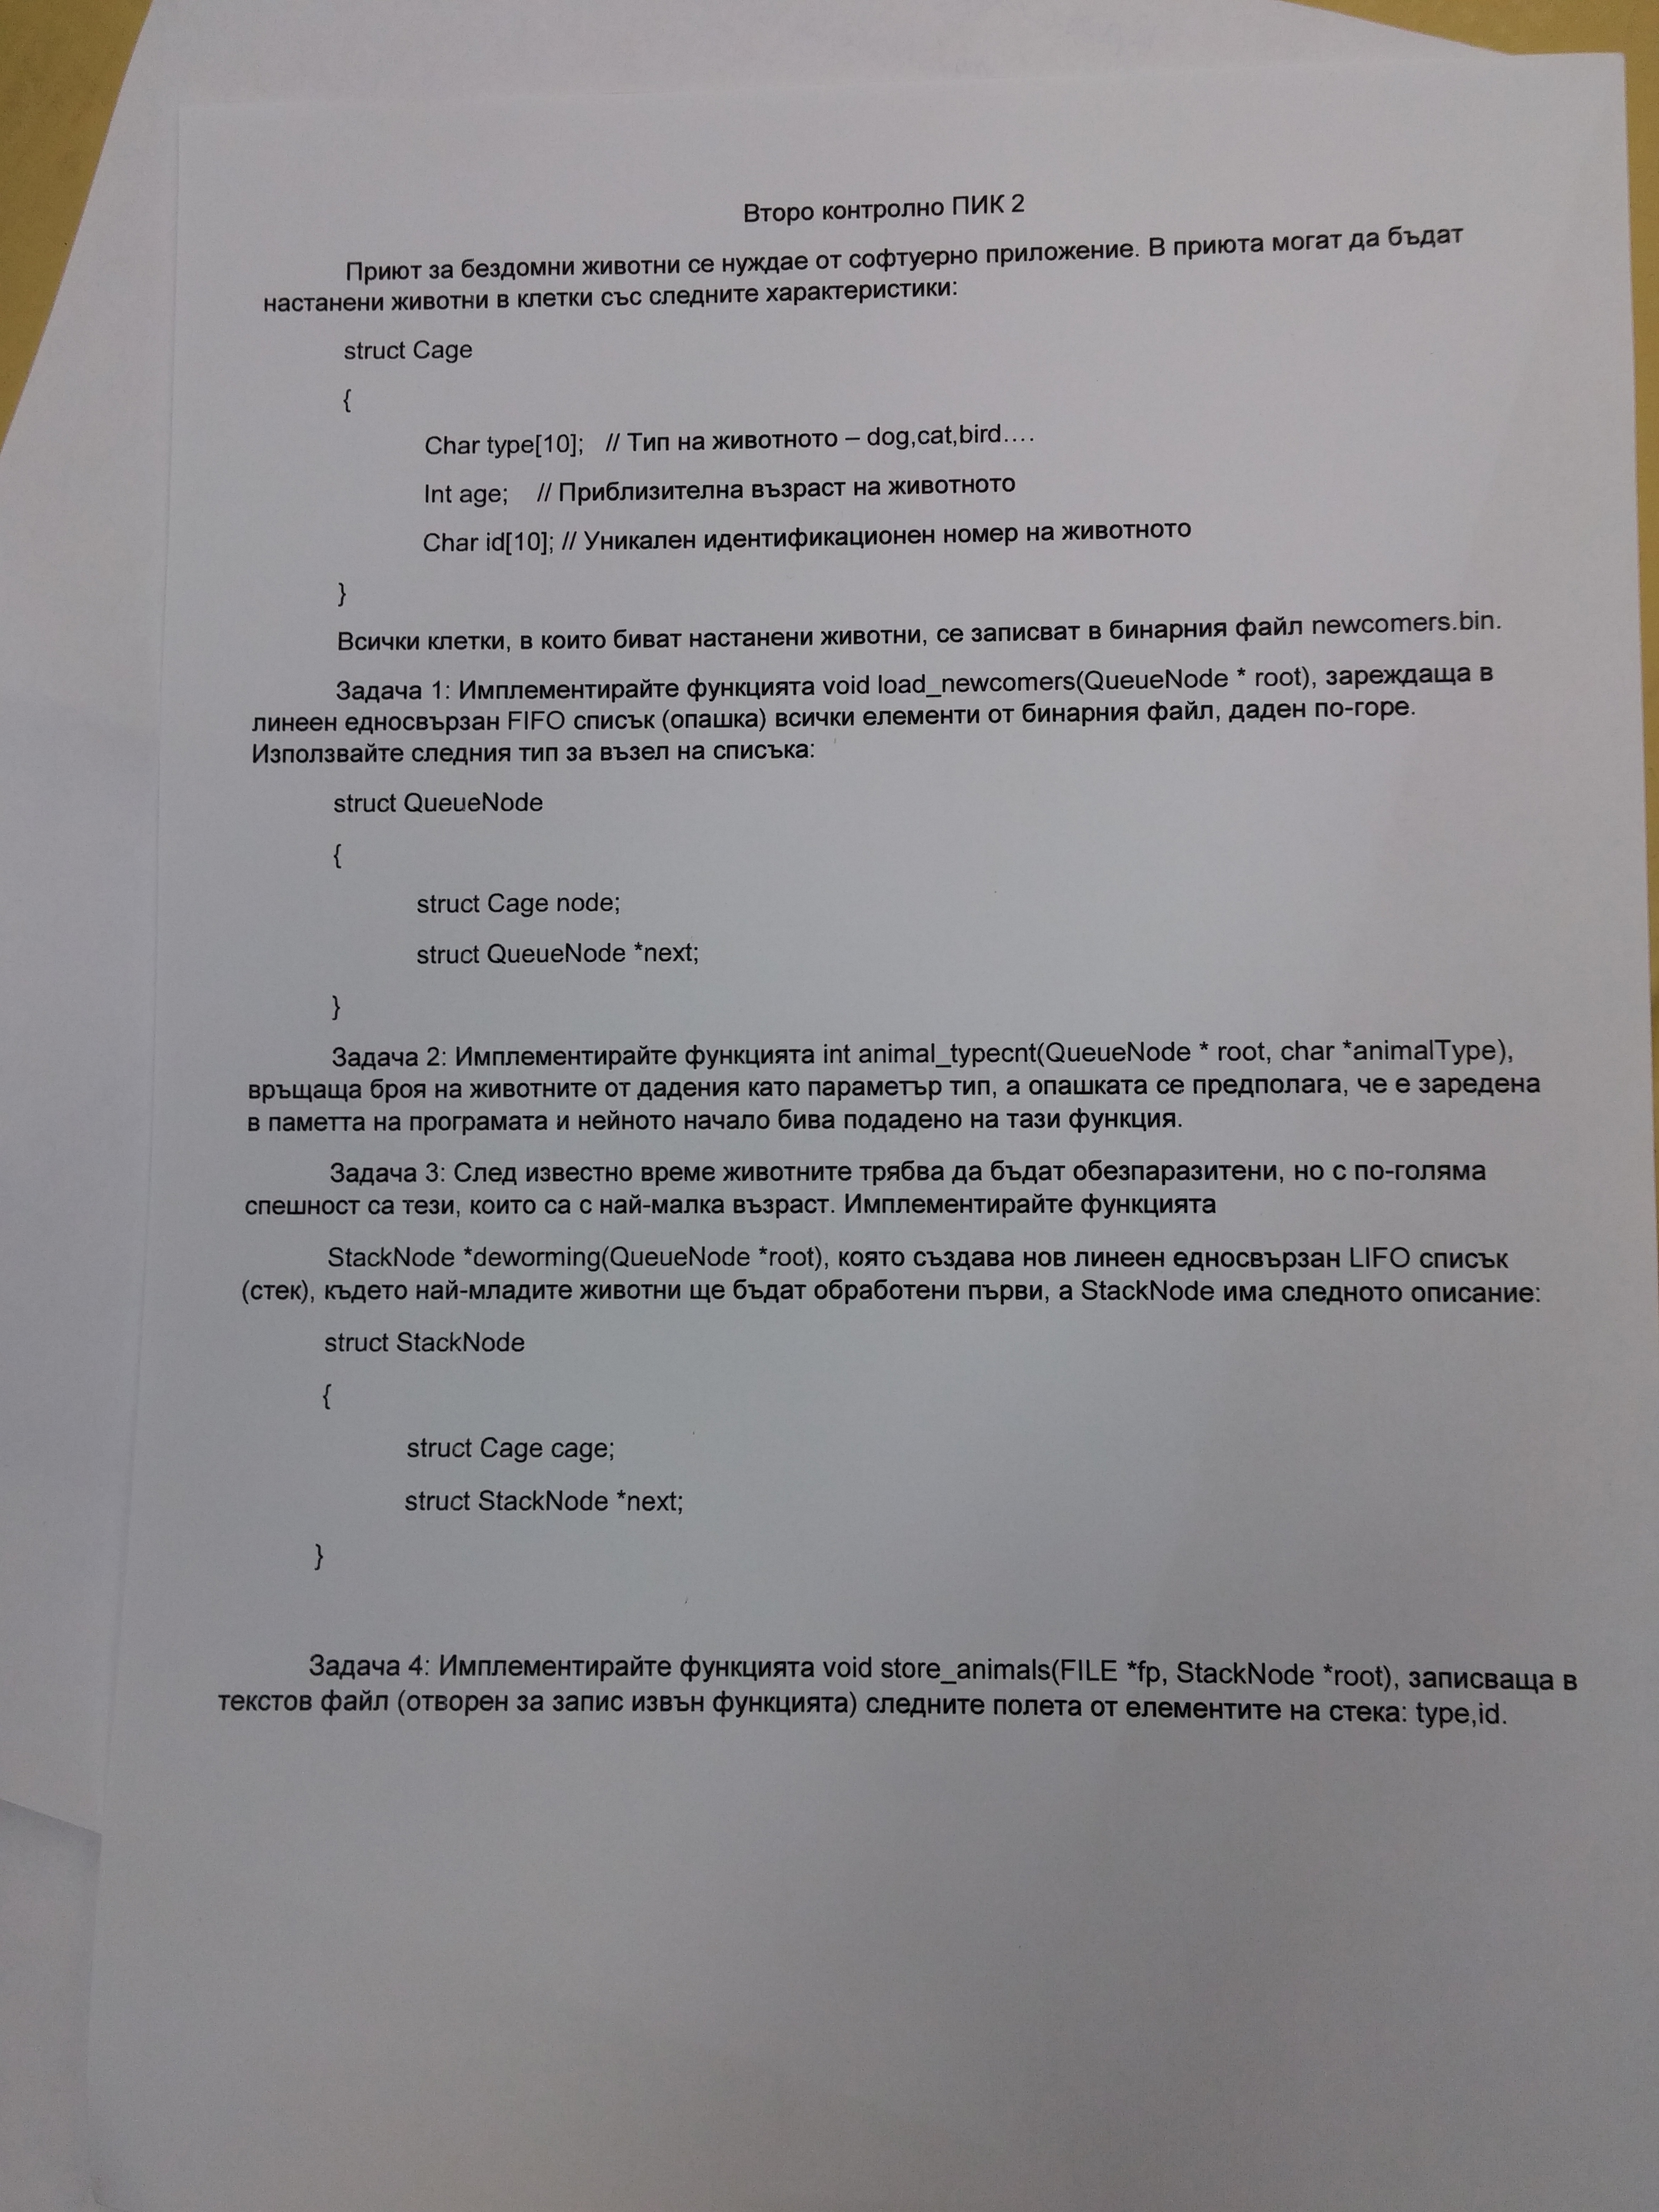 Второ контролно ПИК 2
Приют за бездомни животни се нуждае от софтуерно приложение. В приюта могат да бъдат
настанени животни в клетки със следните характеристики:
struct Cage
{
Char type[10]; // Тип на животното – dog,cat,bird….
Int age; // Приблизителна възраст на животното
Char id[10]; // Уникален идентификационен номер на животното
}
Всички клетки, в които биват настанени животни, се записват в бинарния файл newcomers.bin.
Задача 1: Имплементирайте функцията void load_newcomers(QueueNode * root), зареждаща в
линеен едносвързан FIFO списък (опашка) всички елементи от бинарния файл, даден по-горе.
Използвайте следния тип за възел на списъка:
struct QueueNode
{
struct Cage node;
struct QueueNode *next;
}
Задача 2: Имплементирайте функцията int animal_typecnt(QueueNode * root, char *animalType),
връщаща броя на животните от дадения като параметър тип, а опашката се предполага, че е заредена
в паметта на програмата и нейното начало бива подадено на тази функция.
Задача 3: След известно време животните трябва да бъдат обезпаразитени, но с по-голяма
спешност са тези, които са с най-малка възраст. Имплементирайте функцията
StackNode *deworming(QueueNode *root), която създава нов линеен едносвързан LIFO списък
(стек), където най-младите животни ще бъдат обработени първи, а StackNode има следното описание:
struct StackNode
{
struct Cage cage;
struct StackNode *next;
}
Задача 4: Имплементирайте функцията void store_animals(FILE *fp, StackNode *root), записваща в
текстов файл (отворен за запис извън функцията) следните полета от елементите на стека: type,id.